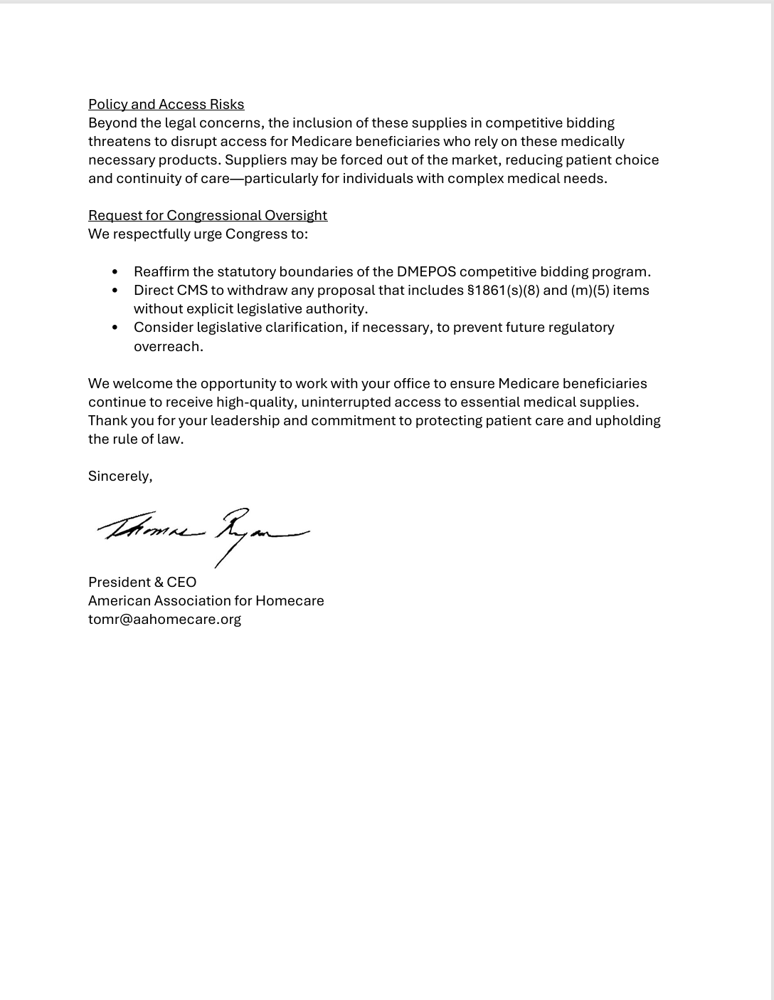 Policy and Access Risks
Beyond the legal concerns, the inclusion of these supplies in competitive bidding
threatens to disrupt access for Medicare beneficiaries who rely on these medically
necessary products. Suppliers may be forced out of the market, reducing patient choice
and continuity of care—particularly for individuals with complex medical needs.
Request for Congressional Oversight
We respectfully urge Congress to:
• Reaffirm the statutory boundaries of the DMEPOS competitive bidding program.
• Direct CMS to withdraw any proposal that includes §1861(s)(8) and (m)(5) items
without explicit legislative authority.
• Consider legislative clarification, if necessary, to prevent future regulatory
overreach.
We welcome the opportunity to work with your office to ensure Medicare beneficiaries
continue to receive high-quality, uninterrupted access to essential medical supplies.
Thank you for your leadership and commitment to protecting patient care and upholding
the rule of law.
Sincerely,
Thomas Ryan
President & CEO
American Association for Homecare
tomr@aahomecare.org